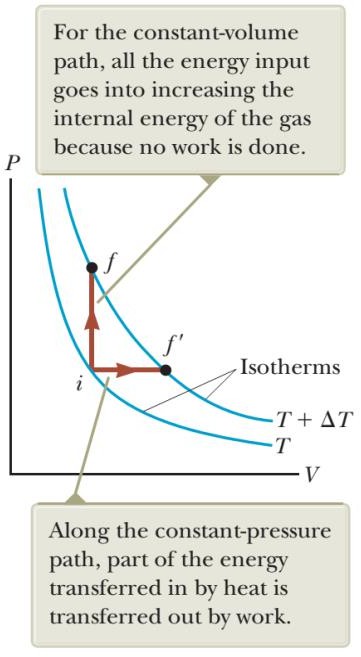 For the constant-volume
path, all the energy input
goes into increasing the
internal energy of the gas
because no work is done.
P
f
f′
Isotherms
i
T + ΔT
T
V
Along the constant-pressure
path, part of the energy
transferred in by heat is
transferred out by work.